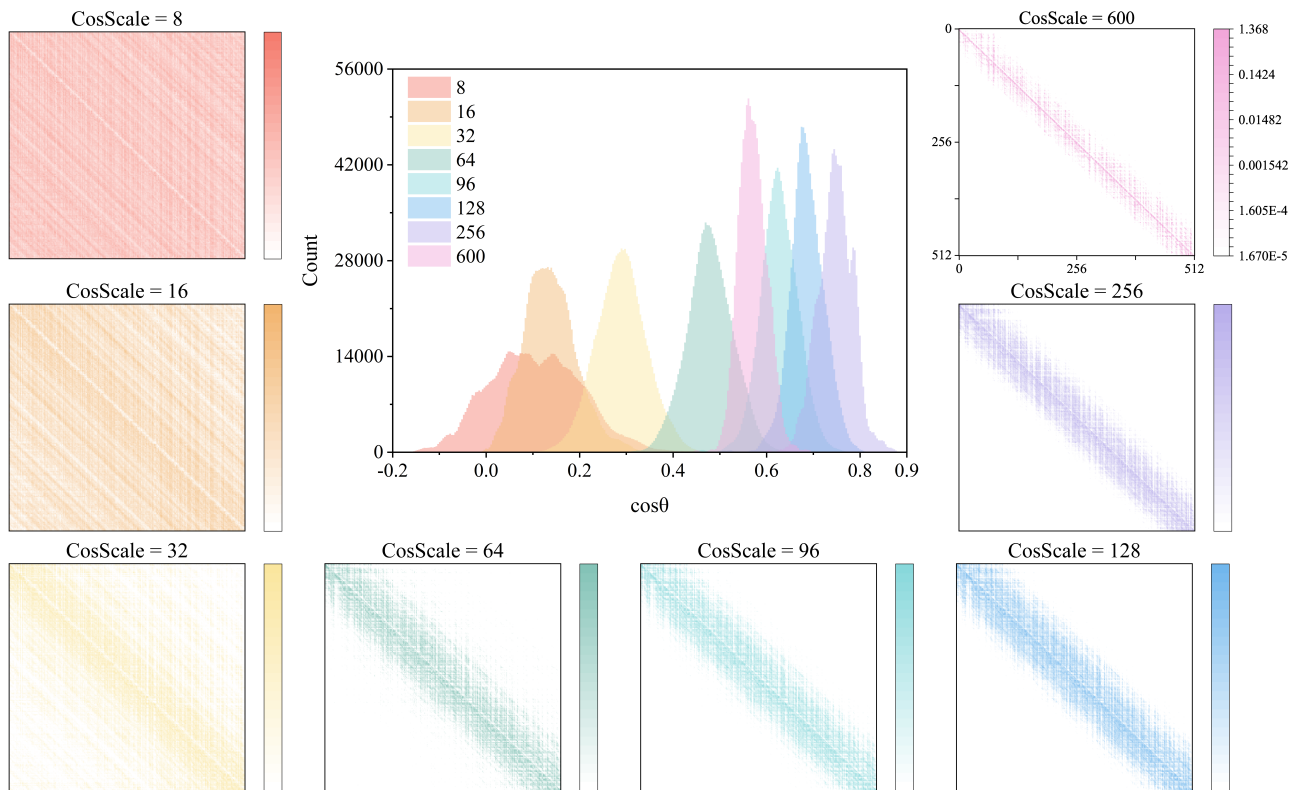 CosScale = 8
CosScale = 600
0
256
512
0
256
512
1.368
0.1424
0.01482
0.001542
1.605E-4
1.670E-5
56000
42000
28000
14000
0
Count
8
16
32
64
96
128
256
600
-0.2
0.0
0.2
0.4
0.6
0.8
0.9
cosθ
CosScale = 16
CosScale = 256
CosScale = 32
CosScale = 64
CosScale = 96
CosScale = 128